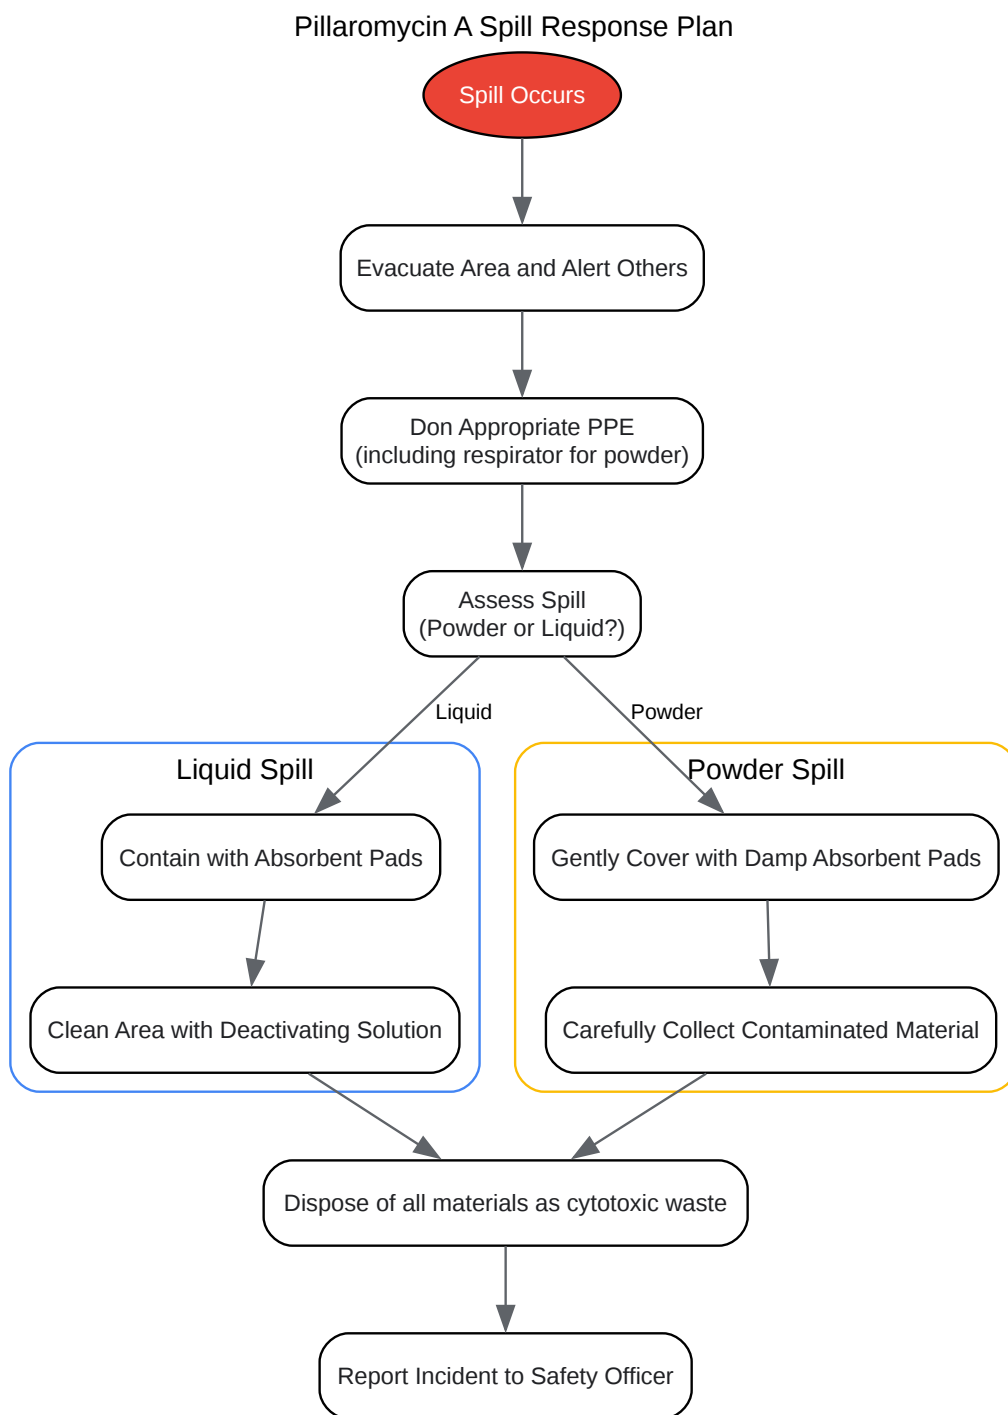 Pillaromycin A Spill Response Plan
Spill Occurs
Evacuate Area and Alert Others
Don Appropriate PPE
(including respirator for powder)
Assess Spill
(Powder or Liquid?)
Liquid
Powder
Liquid Spill
Powder Spill
Contain with Absorbent Pads
Gently Cover with Damp Absorbent Pads
Clean Area with Deactivating Solution
Carefully Collect Contaminated Material
Dispose of all materials as cytotoxic waste
Report Incident to Safety Officer